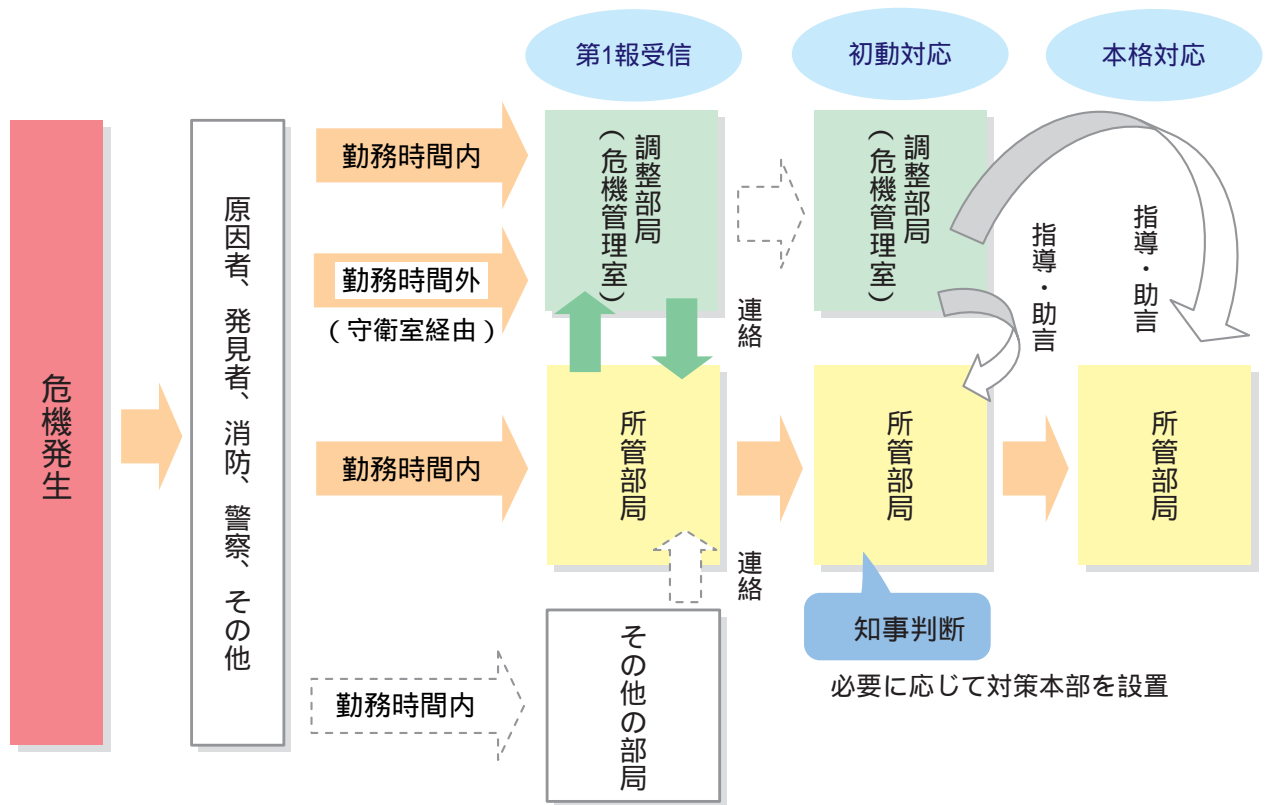 第1報受信
初動対応
本格対応
危機発生
原因者、発見者、消防、警察、その他
勤務時間内
勤務時間外
（守衛室経由）
勤務時間内
勤務時間内
調整部局
（危機管理室）
連絡
所管部局
連絡
その他の部局
調整部局
（危機管理室）
指導・助言
所管部局
知事判断
必要に応じて対策本部を設置
指導・助言
所管部局